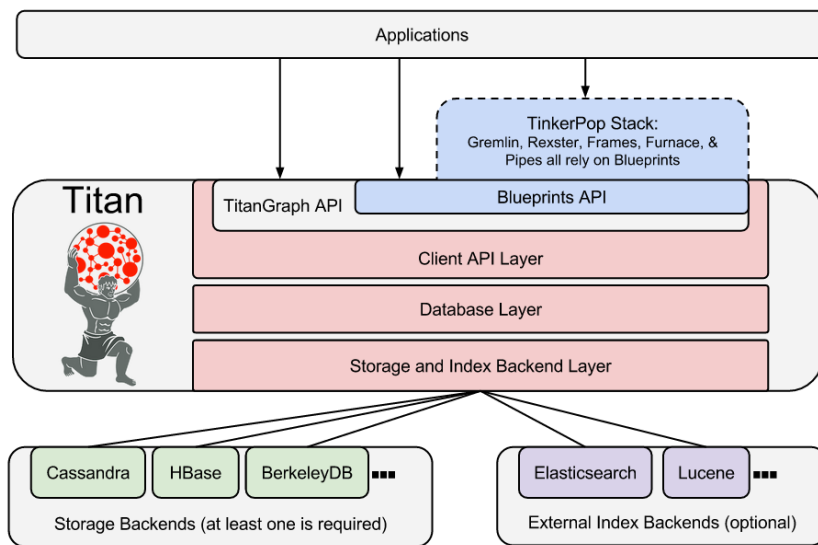 Applications
TinkerPop Stack:
Gremlin, Rexster, Frames, Furnace, &
Pipes all rely on Blueprints
Titan
TitanGraph API
Blueprints API
Client API Layer
Database Layer
Storage and Index Backend Layer
Cassandra
HBase
BerkeleyDB
Storage Backends (at least one is required)
Elasticsearch
Lucene
External Index Backends (optional)